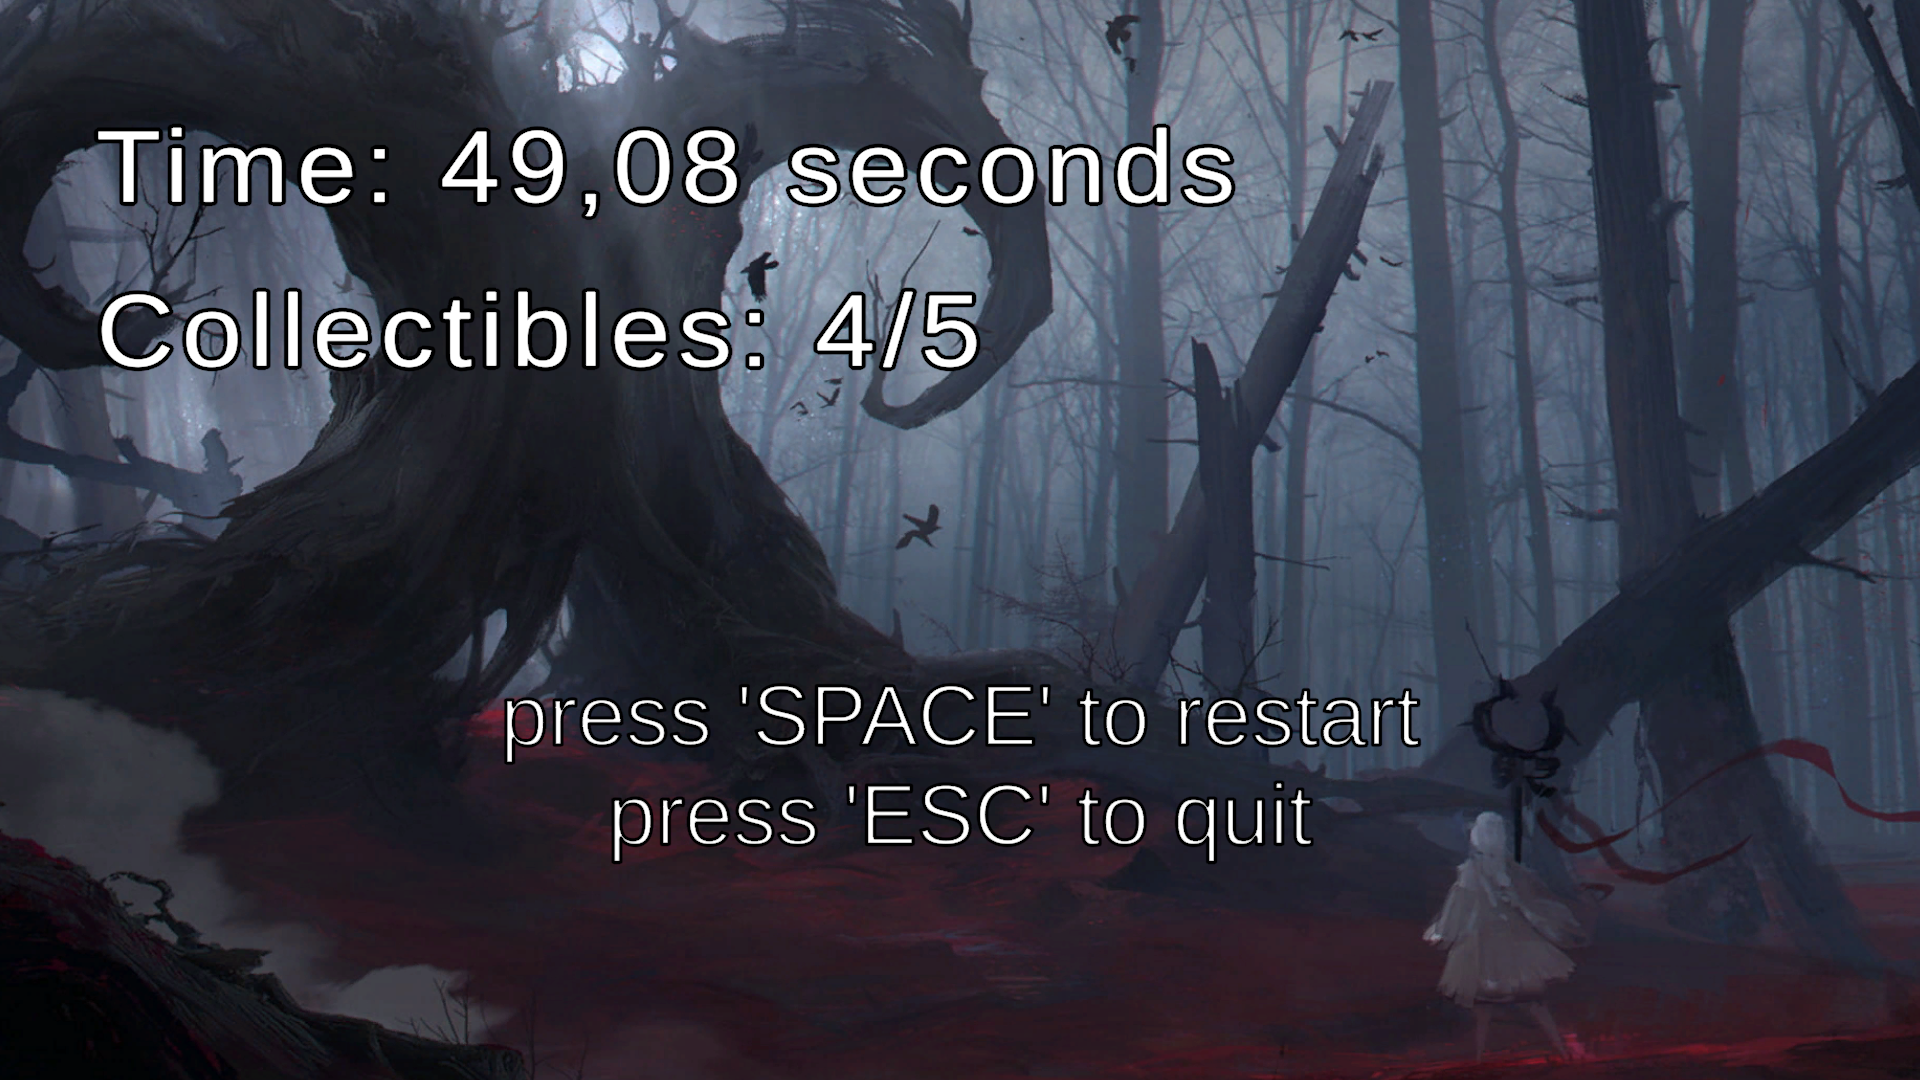 Time: 49,08 seconds
Collectibles: 4/5
press 'SPACE' to restart
press 'ESC' to quit